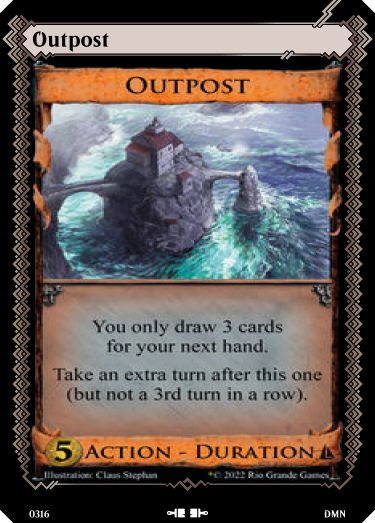 Outpost
OUTPOST
You only draw 3 cards
for your next hand.
Take an extra turn after this one
(but not a 3rd turn in a row).
5 ACTION - DURATION
Illustration: Claus Stephan *© 2022 Rio Grande Games
0316 DMN